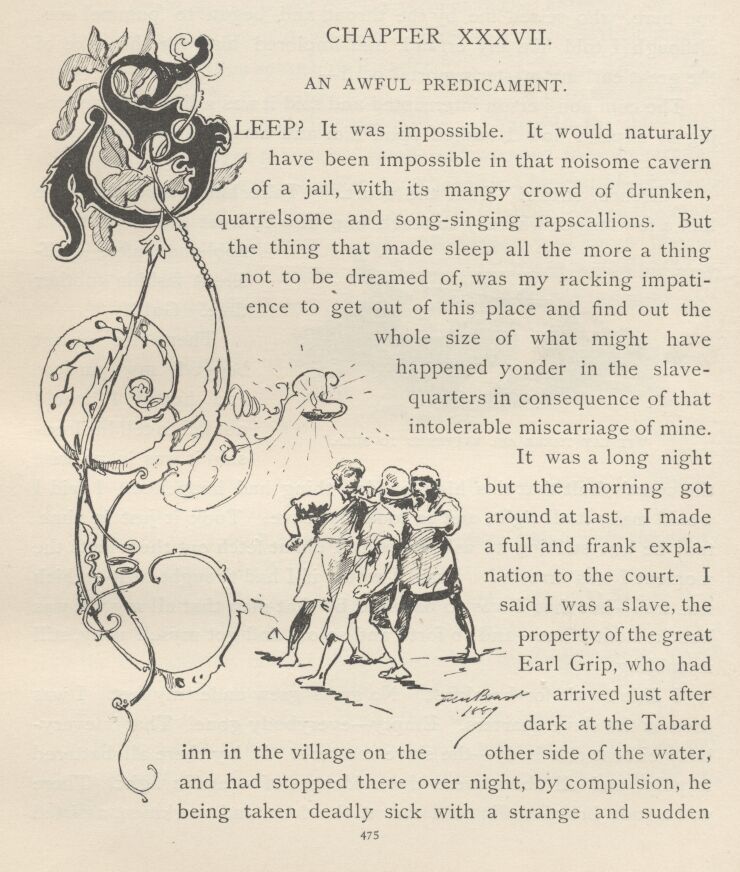 CHAPTER XXXVII.
AN AWFUL PREDICAMENT.
SLEEP? It was impossible. It would naturally
have been impossible in that noisome cavern
of a jail, with its mangy crowd of drunken,
quarrelsome and song-singing rapscallions. But
the thing that made sleep all the more a thing
not to be dreamed of, was my racking impati-
ence to get out of this place and find out the
whole size of what might have
happened yonder in the slave-
quarters in consequence of that
intolerable miscarriage of mine.
It was a long night
but the morning got
around at last. I made
a full and frank expla-
nation to the court. I
said I was a slave, the
property of the great
Earl Grip, who had
arrived just after
dark at the Tabard
inn in the village on the other side of the water,
and had stopped there over night, by compulsion, he
being taken deadly sick with a strange and sudden
Beard
1889
475